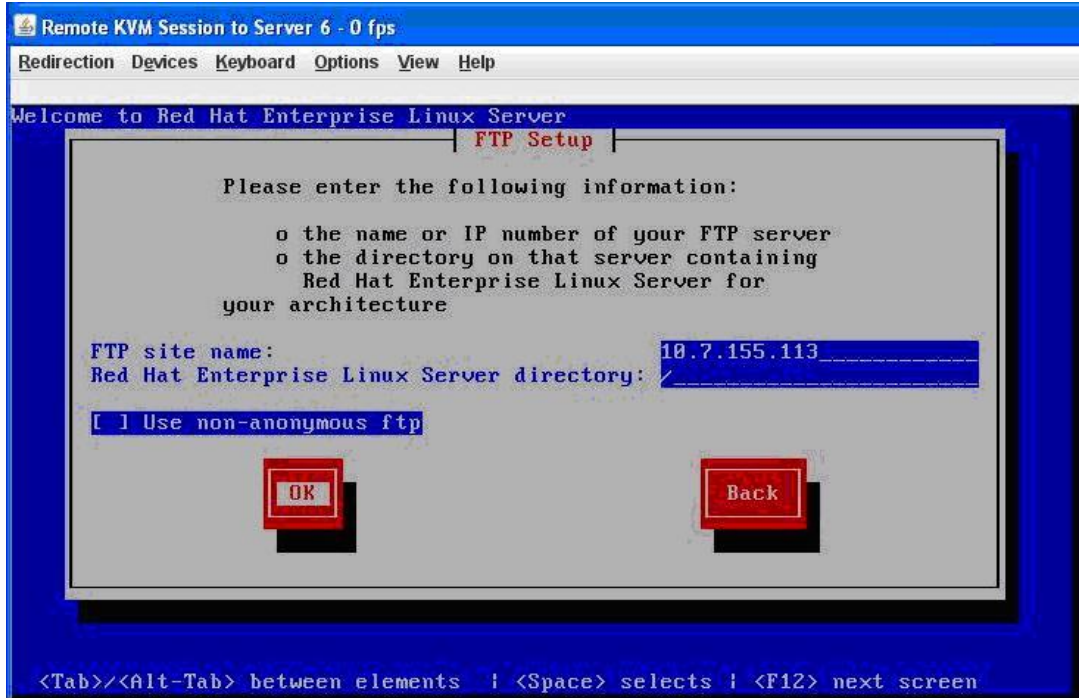 Remote KVM Session to Server 6 - 0 fps
Redirection Devices Keyboard Options View Help
Welcome to Red Hat Enterprise Linux Server
FTP Setup
Please enter the following information:
o the name or IP number of your FTP server
o the directory on that server containing
Red Hat Enterprise Linux Server for
your architecture
FTP site name: 10.7.155.113
Red Hat Enterprise Linux Server directory: /
[ ] Use non-anonymous ftp
OK Back
<Tab>/<Alt-Tab> between elements | <Space> selects | <F12> next screen